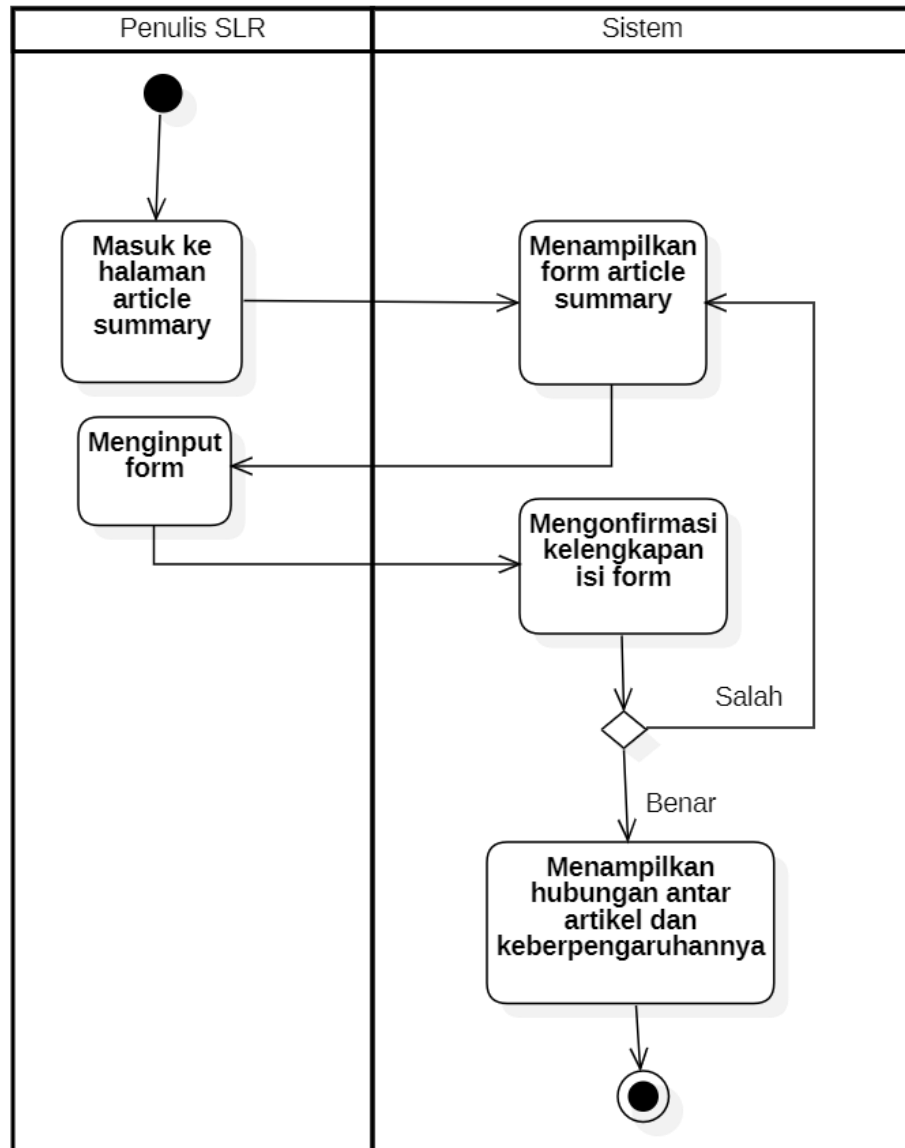 Penulis SLR
Sistem
Masuk ke
halaman
article
summary
Menampilkan
form article
summary
Menginput
form
Mengonfirmasi
kelengkapan
isi form
Salah
Benar
Menampilkan
hubungan antar
artikel dan
keberpengaruhannya